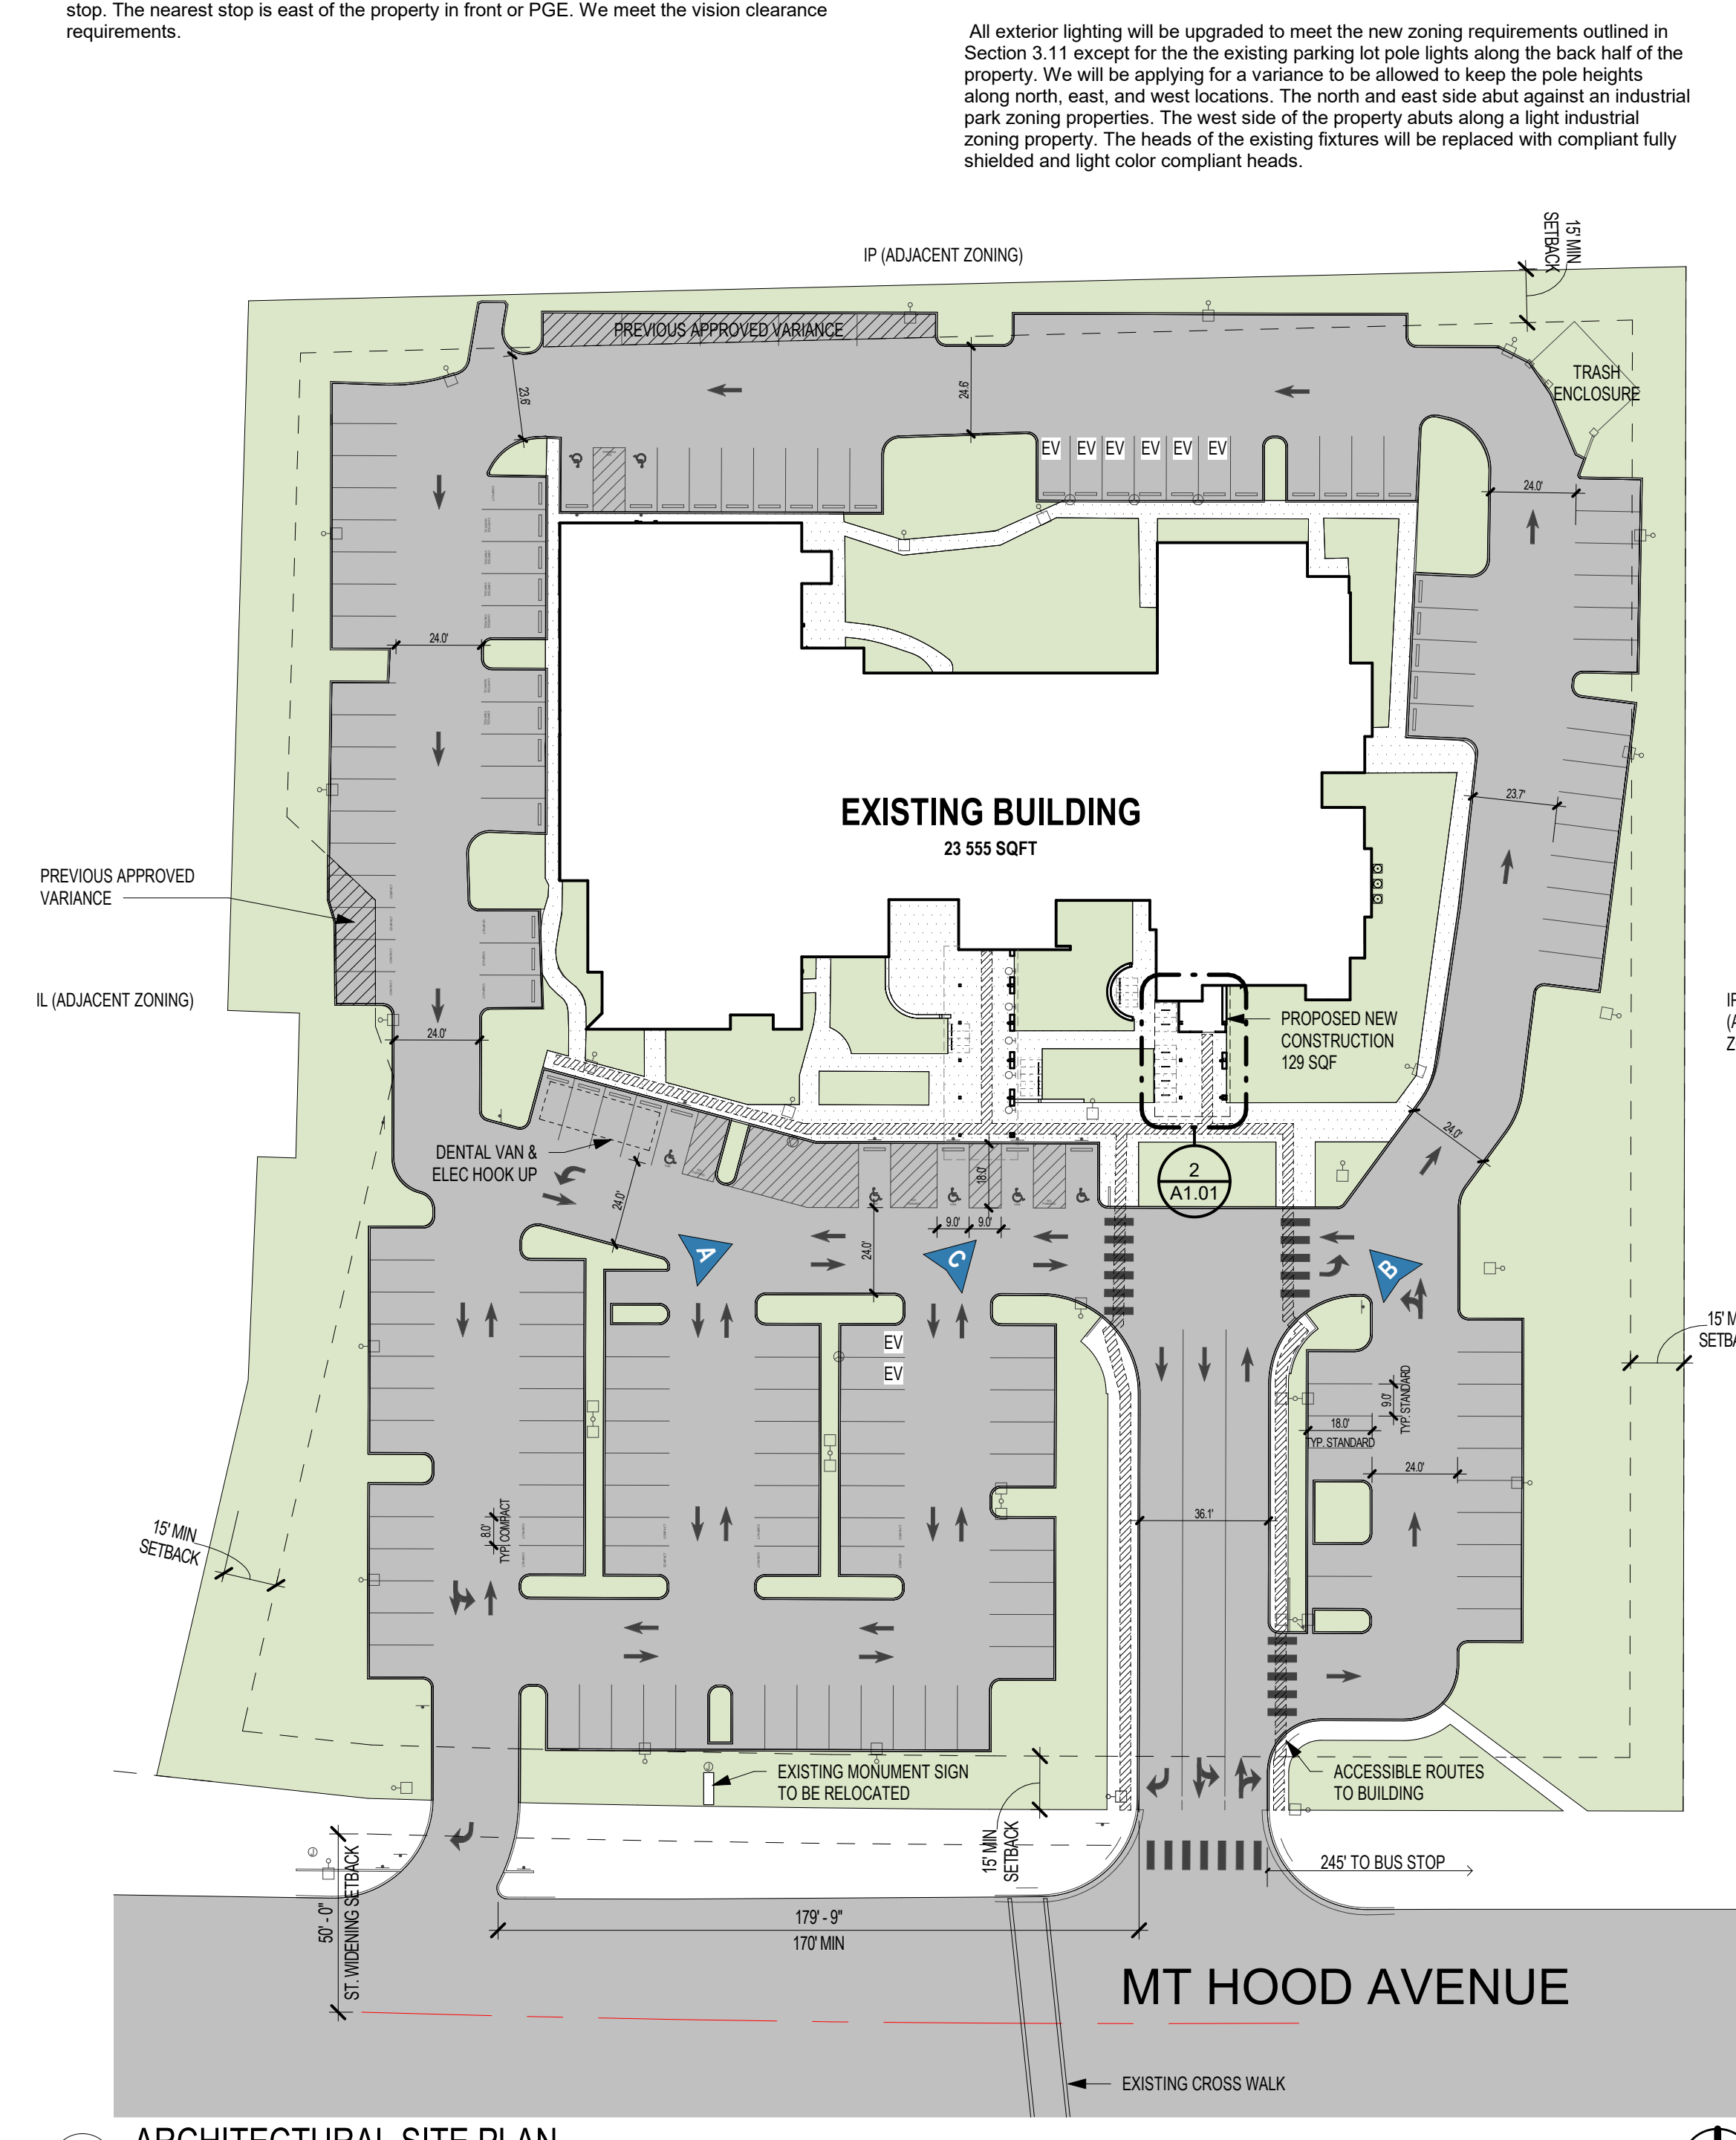 stop. The nearest stop is east of the property in front or PGE. We meet the vision clearance
requirements.
All exterior lighting will be upgraded to meet the new zoning requirements outlined in
Section 3.11 except for the the existing parking lot pole lights along the back half of the
property. We will be applying for a variance to be allowed to keep the pole heights
along north, east, and west locations. The north and east side abut against an industrial
park zoning properties. The west side of the property abuts along a light industrial
zoning property. The heads of the existing fixtures will be replaced with compliant fully
shielded and light color compliant heads.
15' MIN
SETBACK
IP (ADJACENT ZONING)
PREVIOUS APPROVED VARIANCE
TRASH
ENCLOSURE
23.6'
24.6'
EV EV EV EV EV EV
24.0'
24.0'
23.7'
EXISTING BUILDING
23 555 SQFT
PREVIOUS APPROVED
VARIANCE
IL (ADJACENT ZONING)
24.0'
PROPOSED NEW
CONSTRUCTION
129 SQF
24.0'
DENTAL VAN &
ELEC HOOK UP
18.0'
2
A1.01
24.0'
9.0' 9.0'
24.0'
A
C
B
15' M
SETBA
EV
EV
9.0'
TYP. STANDARD
18.0'
TYP. STANDARD
24.0'
36.1'
8.0'
TYP. COMPACT
15' MIN
SETBACK
EXISTING MONUMENT SIGN
TO BE RELOCATED
ACCESSIBLE ROUTES
TO BUILDING
15' MIN
SETBACK
245' TO BUS STOP
50' - 0"
ST. WIDENING SETBACK
179' - 9"
170' MIN
MT HOOD AVENUE
EXISTING CROSS WALK
ARCHITECTURAL SITE PLAN